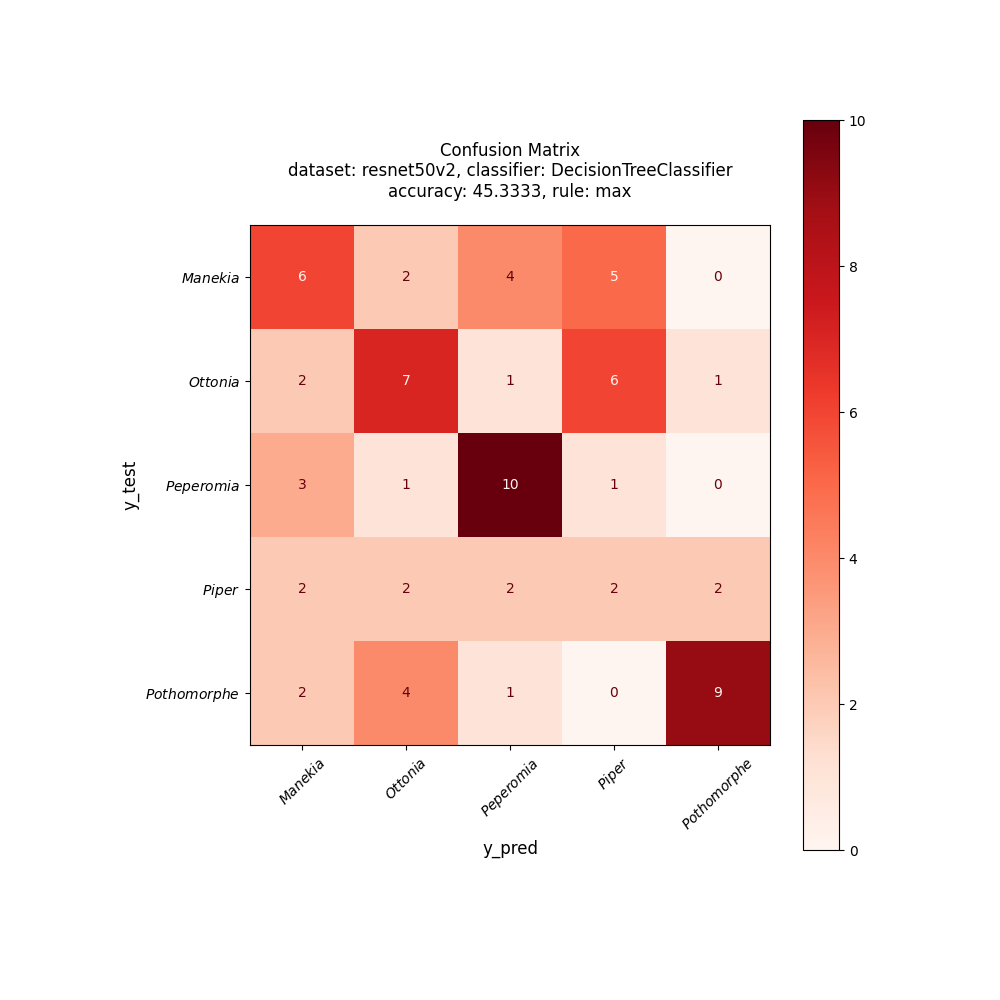 Confusion Matrix
dataset: resnet50v2, classifier: DecisionTreeClassifier
accuracy: 45.3333, rule: max
10
8
6
4
2
0
y_test
Manekia 6 2 4 5 0
Ottonia 2 7 1 6 1
Peperomia 3 1 10 1 0
Piper 2 2 2 2 2
Pothomorphe 2 4 1 0 9
Manekia Ottonia Peperomia Piper Pothomorphe
y_pred